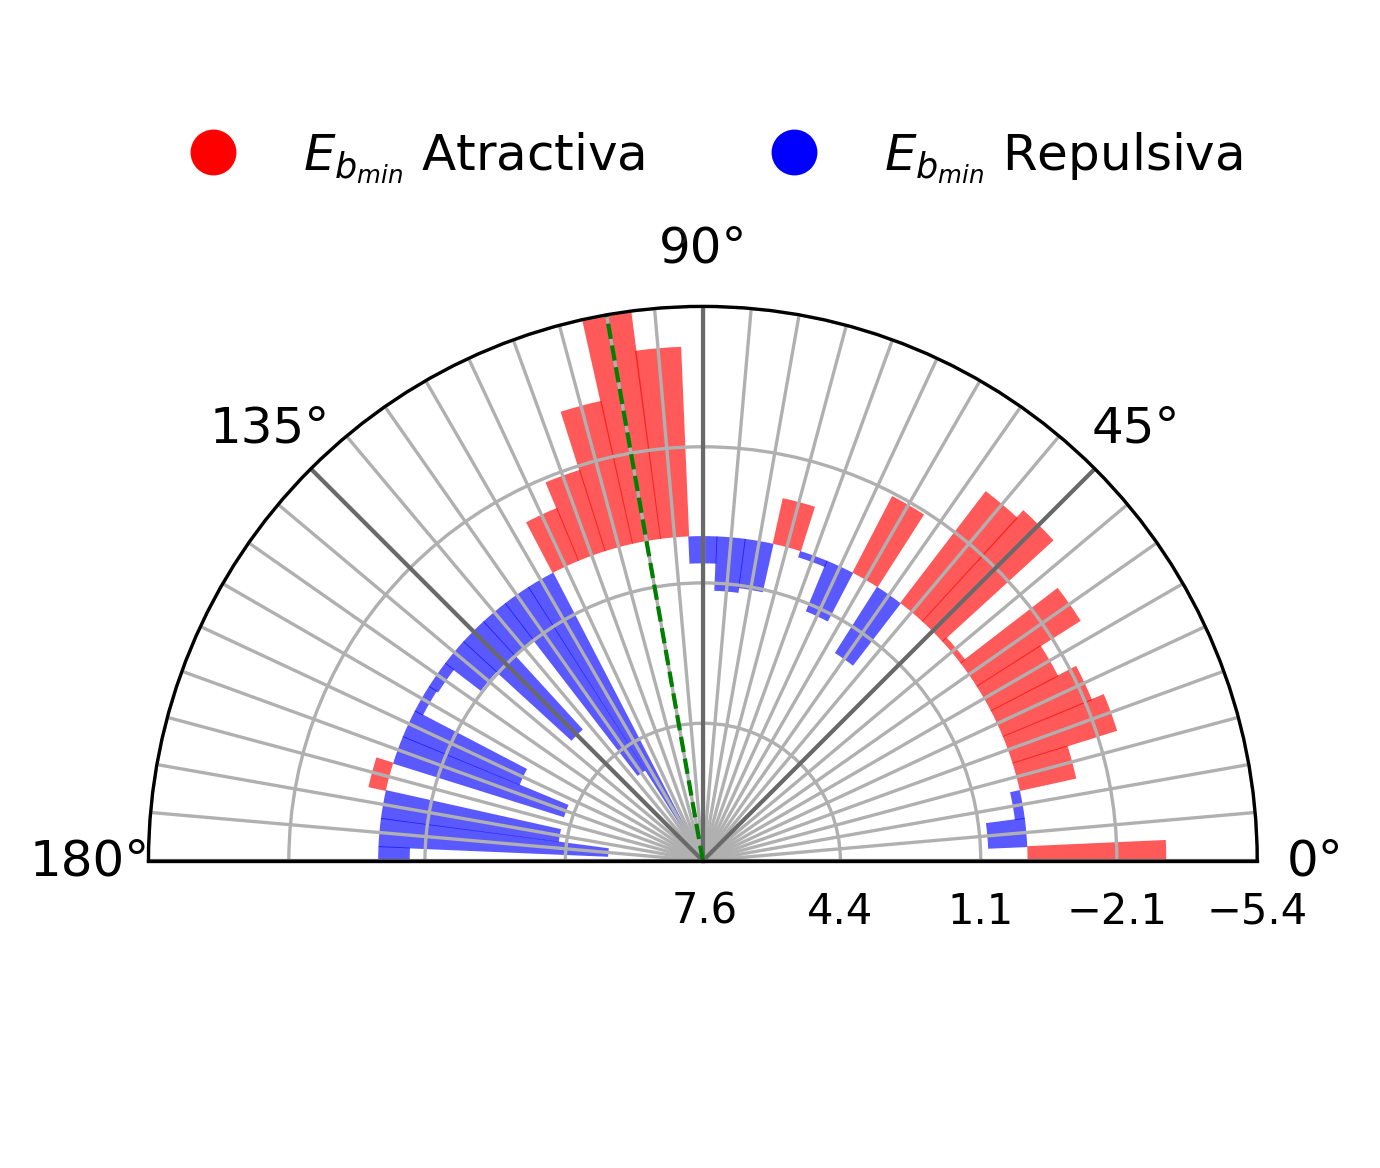 E_{b_{min}} Atractiva E_{b_{min}} Repulsiva
90°
135° 45°
180° 0°
7.6 4.4 1.1 −2.1 −5.4